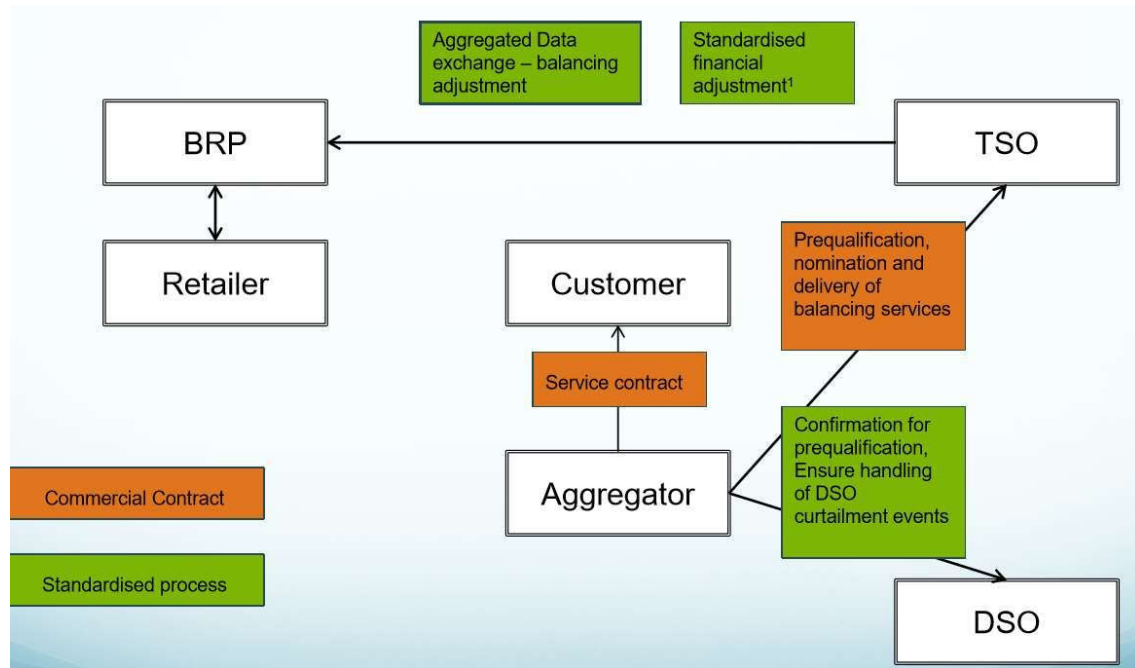 Aggregated Data
exchange – balancing
adjustment
Standardised
financial
adjustment¹
BRP
TSO
Retailer
Customer
Prequalification,
nomination and
delivery of
balancing services
Service contract
Confirmation for
prequalification,
Ensure handling
of DSO
curtailment events
Aggregator
Commercial Contract
Standardised process
DSO